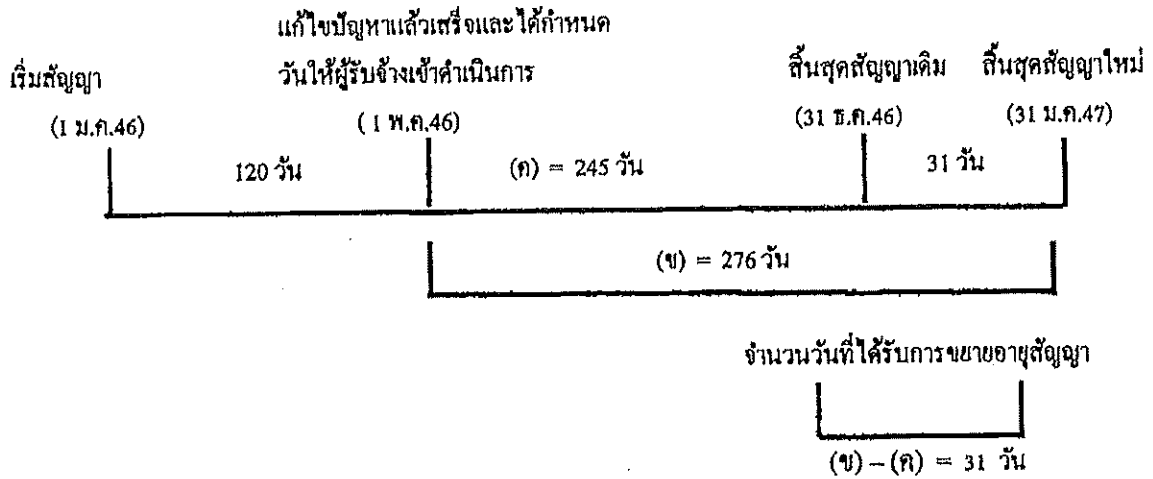 แก้ไขปัญหาแล้วเสร็จและได้กำหนด
เริ่มสัญญา วันให้ผู้รับจ้างเข้าดำเนินการ สิ้นสุดสัญญาเดิม สิ้นสุดสัญญาใหม่
(1 ม.ค.46) ( 1 พ.ค.46) (31 ธ.ค.46) (31 ม.ค.47)
120 วัน (ค) = 245 วัน 31 วัน
(ข) = 276 วัน
จำนวนวันที่ได้รับการขยายอายุสัญญา
(ข) – (ค) = 31 วัน